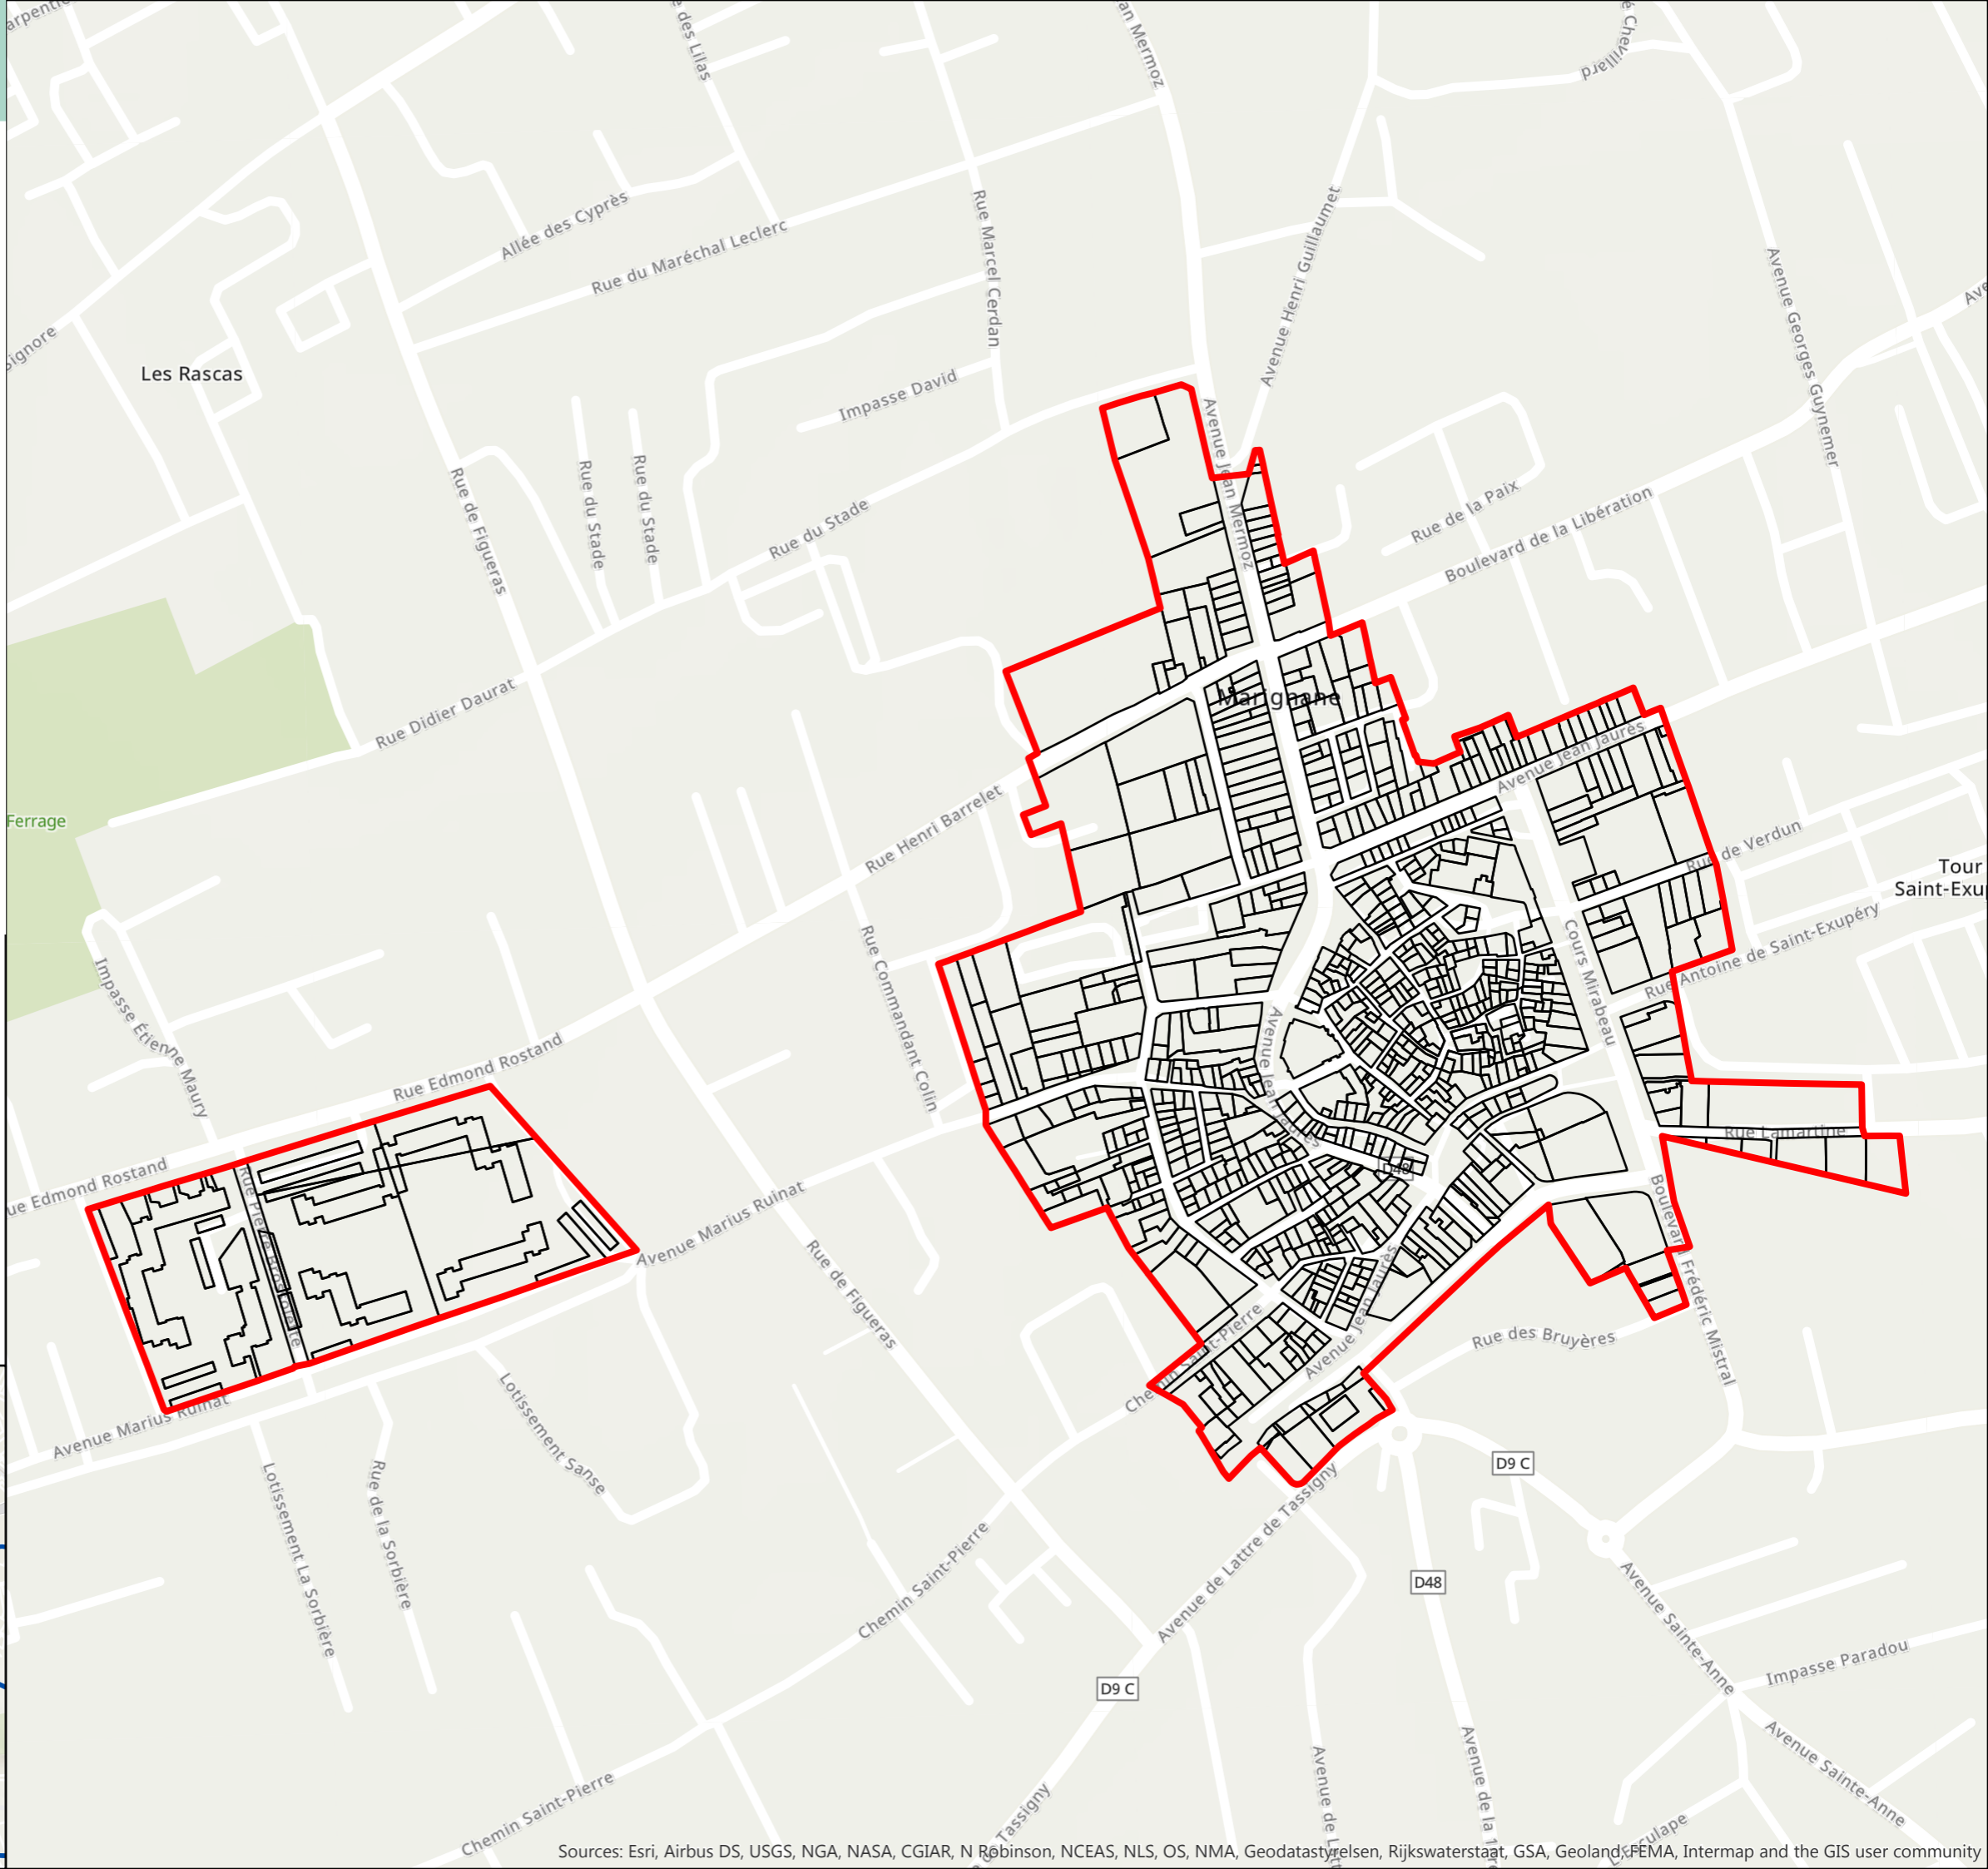 Allée des Cyprès
Rue du Maréchal Leclerc
Rue Marcel Cerdan
Avenue Henri Guillaumet
Avenue Georges Guynemer
Les Rascas
Impasse David
Avenue Jean Mermoz
Rue de Figueras
Rue du Stade
Rue du Stade
Rue du Stade
Rue de la Paix
Boulevard de la Libération
Rue Didier Daurat
Marignane
Avenue Jean Jaurès
Ferrage
Rue Henri Barrelet
Rue de Verdun
Tour
Rue Commandant Colin
Cours Mirabeau
Rue Antoine de Saint-Exupéry
Impasse Étienne Maury
Rue Edmond Rostand
Avenue Jean Jaurès
Rue Lamartine
D48
Avenue Marius Ruinat
Rue de Figueras
Boulevard Frédéric Mistral
Avenue Jean Jaurès
Chemin Saint-Pierre
Rue des Bruyères
Avenue Marius Ruinat
Lotissement Sanse
Lotissement La Sorbière
Rue de la Sorbière
D9 C
Avenue de Lattre de Tassigny
Chemin Saint-Pierre
D48
Avenue Sainte-Anne
Impasse Paradou
D9 C
Avenue Sainte-Anne
Chemin Saint-Pierre
Sources: Esri, Airbus DS, USGS, NGA, NASA, CGIAR, N Robinson, NCEAS, NLS, OS, NMA, Geodatastyrelsen, Rijkswaterstaat, GSA, Geoland, FEMA, Intermap and the GIS user community